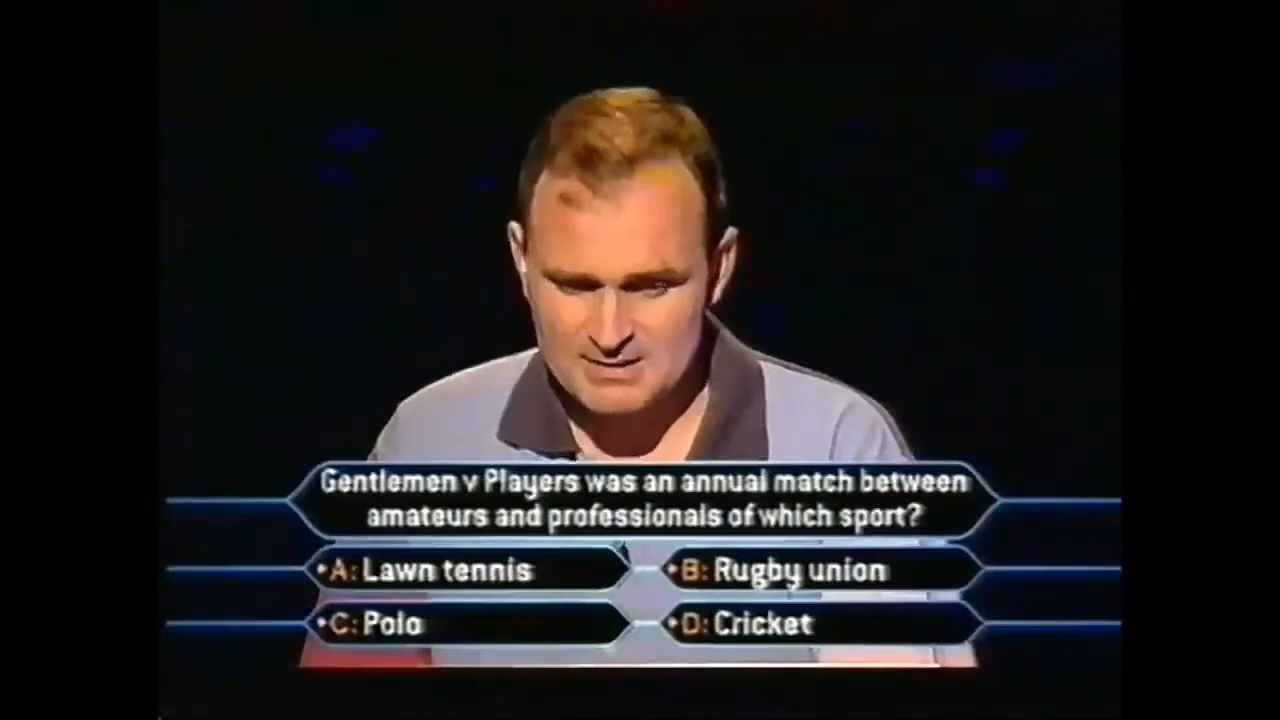 Gentlemen v Players was an annual match between
amateurs and professionals of which sport?
•A: Lawn tennis
•B: Rugby union
•C: Polo
•D: Cricket